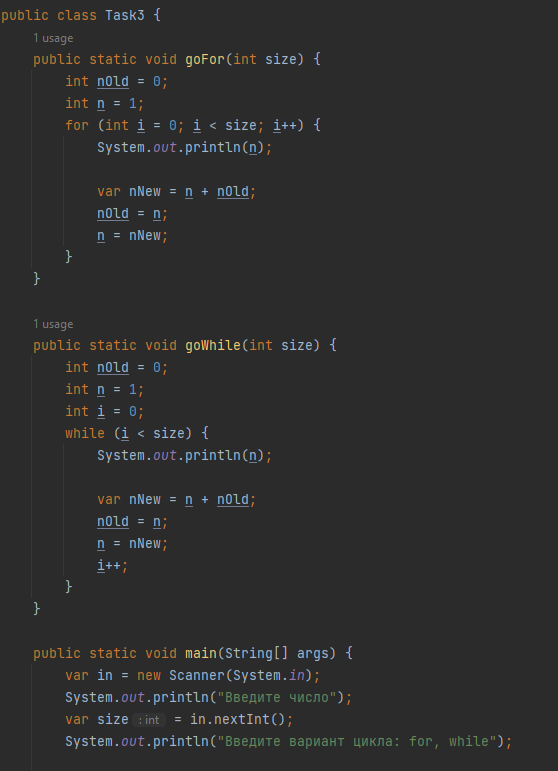 public class Task3 {
1 usage
public static void goFor(int size) {
int nOld = 0;
int n = 1;
for (int i = 0; i < size; i++) {
System.out.println(n);
var nNew = n + nOld;
nOld = n;
n = nNew;
}
}
1 usage
public static void goWhile(int size) {
int nOld = 0;
int n = 1;
int i = 0;
while (i < size) {
System.out.println(n);
var nNew = n + nOld;
nOld = n;
n = nNew;
i++;
}
}
public static void main(String[] args) {
var in = new Scanner(System.in);
System.out.println("Введите число");
var size : int = in.nextInt();
System.out.println("Введите вариант цикла: for, while");